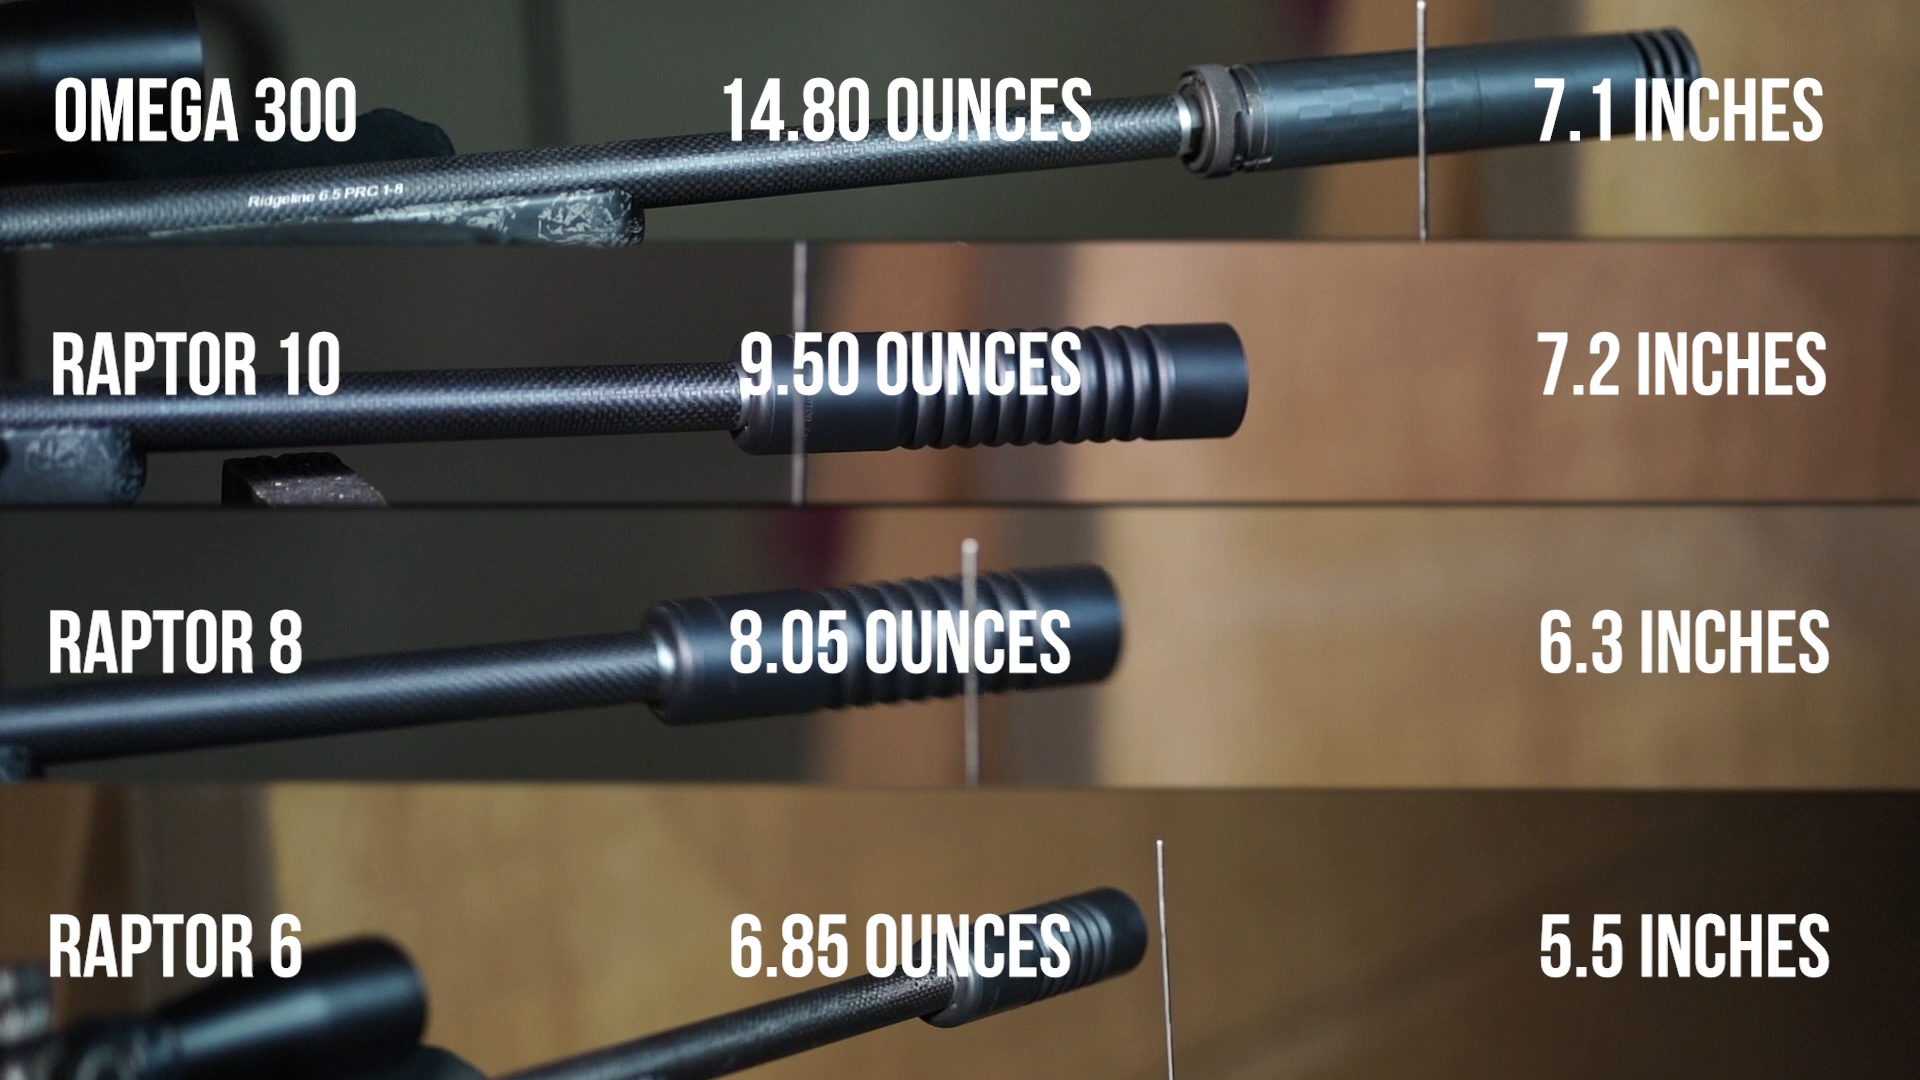 OMEGA 300 14.80 OUNCES 7.1 INCHES
Ridgeline 6.5 PRC 1-8
RAPTOR 10 9.50 OUNCES 7.2 INCHES
RAPTOR 8 8.05 OUNCES 6.3 INCHES
RAPTOR 6 6.85 OUNCES 5.5 INCHES